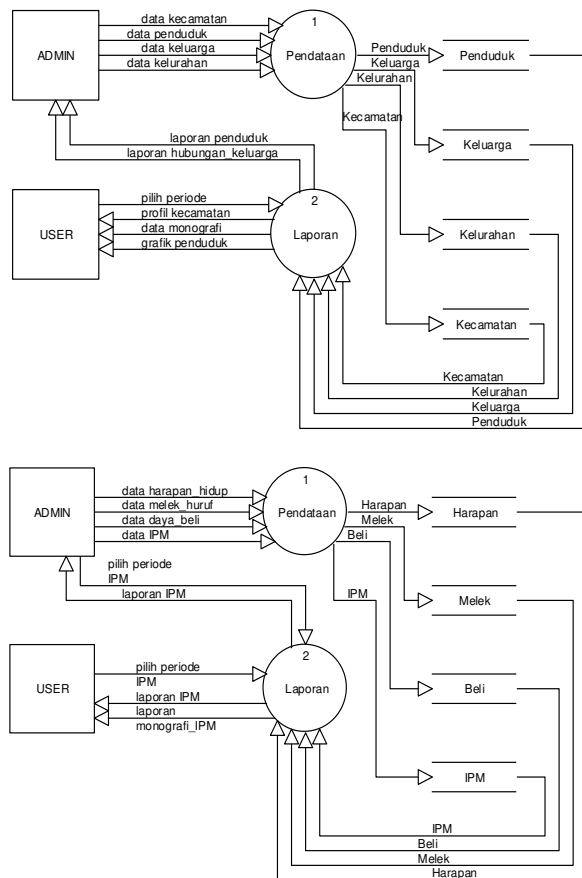 data kecamatan
data penduduk
data keluarga
data kelurahan
ADMIN
1
Pendataan
Penduduk
Keluarga
Kelurahan
Kecamatan
Penduduk
laporan penduduk
laporan hubungan_keluarga
Keluarga
USER
pilih periode
profil kecamatan
data monografi
grafik penduduk
2
Laporan
Kelurahan
Kecamatan
Kecamatan
Kelurahan
Keluarga
Penduduk
ADMIN
data harapan_hidup
data melek_huruf
data daya_beli
data IPM
1
Pendataan
Harapan
Melek
Beli
IPM
Harapan
pilih periode
IPM
laporan IPM
Melek
USER
pilih periode
IPM
laporan IPM
laporan
monografi_IPM
2
Laporan
Beli
IPM
IPM
Beli
Melek
Harapan